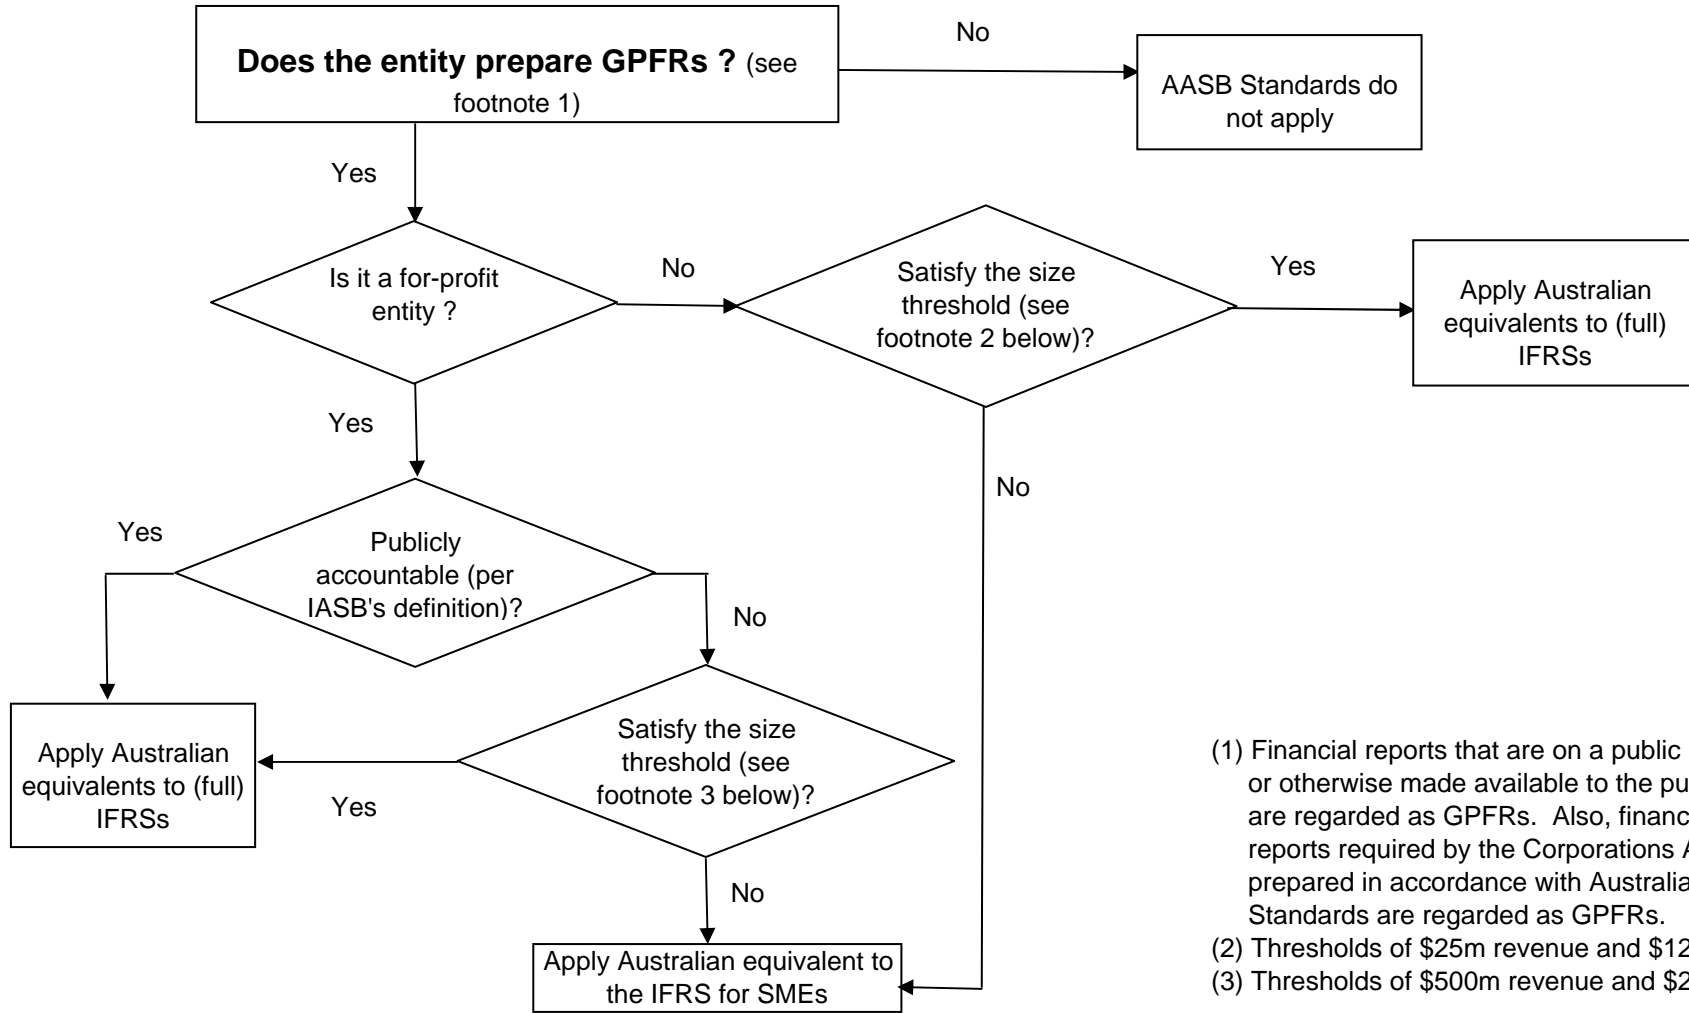 Does the entity prepare GPFRs ? (see
footnote 1)
No
AASB Standards do
not apply
Yes
Is it a for-profit
entity ?
No
Satisfy the size
threshold (see
footnote 2 below)?
Yes
Apply Australian
equivalents to (full)
IFRSs
Yes
No
Yes
Publicly
accountable (per
IASB's definition)?
No
Apply Australian
equivalents to (full)
IFRSs
Yes
Satisfy the size
threshold (see
footnote 3 below)?
No
Apply Australian equivalent to
the IFRS for SMEs
(1) Financial reports that are on a public
or otherwise made available to the
are regarded as GPFRs. Also,
reports required by the Corporations
prepared in accordance with
Standards are regarded as GPFRs.
(2) Thresholds of $25m revenue and
(3) Thresholds of $500m revenue and